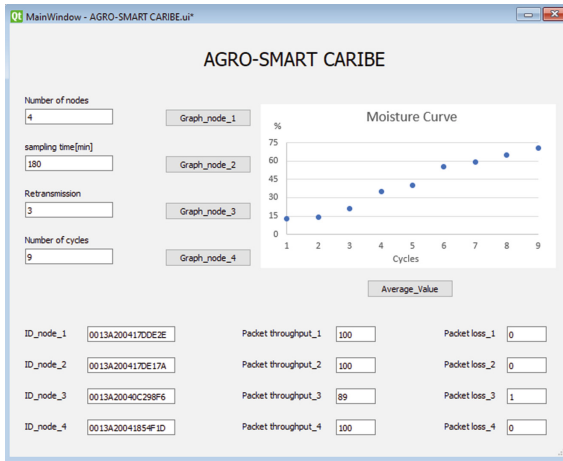 MainWindow - AGRO-SMART CARIBE.ui*
AGRO-SMART CARIBE
Number of nodes
4
Graph_node_1
sampling time[min]
180
Graph_node_2
Retransmission
3
Graph_node_3
Number of cycles
9
Graph_node_4
Moisture Curve
%
75
60
45
30
15
0
1 2 3 4 5 6 7 8 9
Cycles
Average_Value
ID_node_1 0013A200417DDE2E Packet throughput_1 100 Packet loss_1 0
ID_node_2 0013A200417DE17A Packet throughput_2 100 Packet loss_2 0
ID_node_3 0013A20040C298F6 Packet throughput_3 89 Packet loss_3 1
ID_node_4 0013A20041854F1D Packet throughput_4 100 Packet loss_4 0